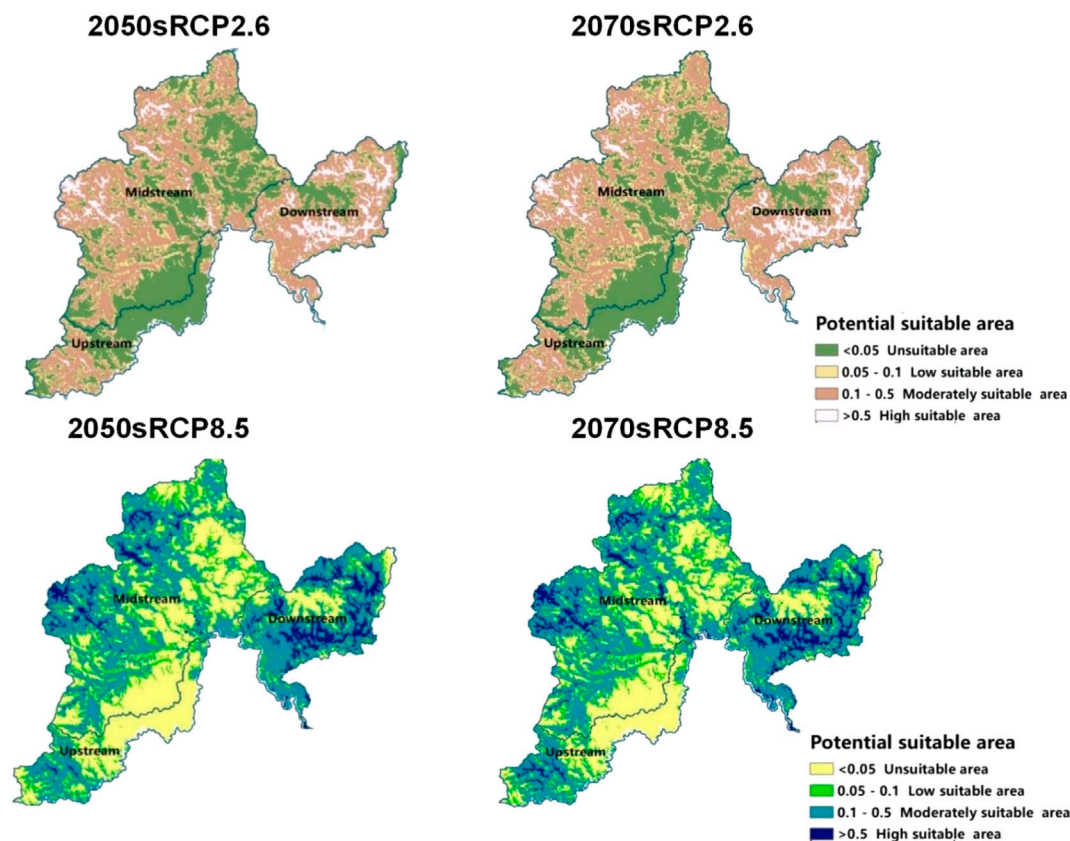 2050sRCP2.6
2070sRCP2.6
Midstream
Downstream
Upstream
Midstream
Downstream
Upstream
Potential suitable area
<0.05 Unsuitable area
0.05 - 0.1 Low suitable area
0.1 - 0.5 Moderately suitable area
>0.5 High suitable area
2050sRCP8.5
2070sRCP8.5
Midstream
Downstream
Upstream
Midstream
Downstream
Upstream
Potential suitable area
<0.05 Unsuitable area
0.05 - 0.1 Low suitable area
0.1 - 0.5 Moderately suitable area
>0.5 High suitable area